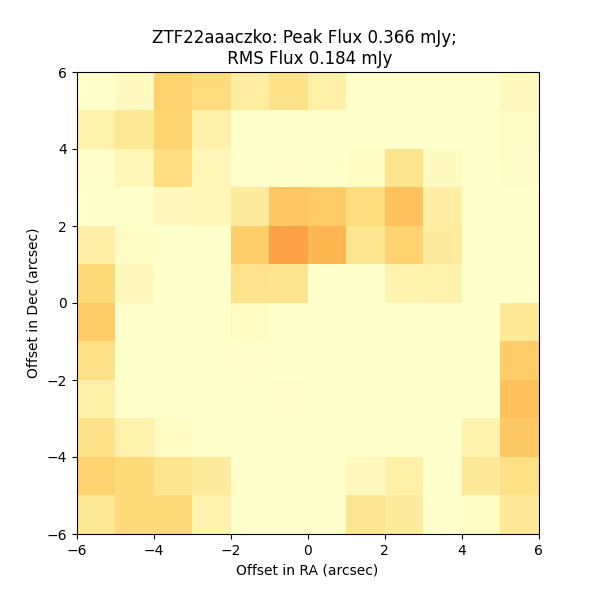 ZTF22aaaczko: Peak Flux 0.366 mJy;
RMS Flux 0.184 mJy
6
4
2
0
−2
−4
−6
Offset in Dec (arcsec)
−6 −4 −2 0 2 4 6
Offset in RA (arcsec)